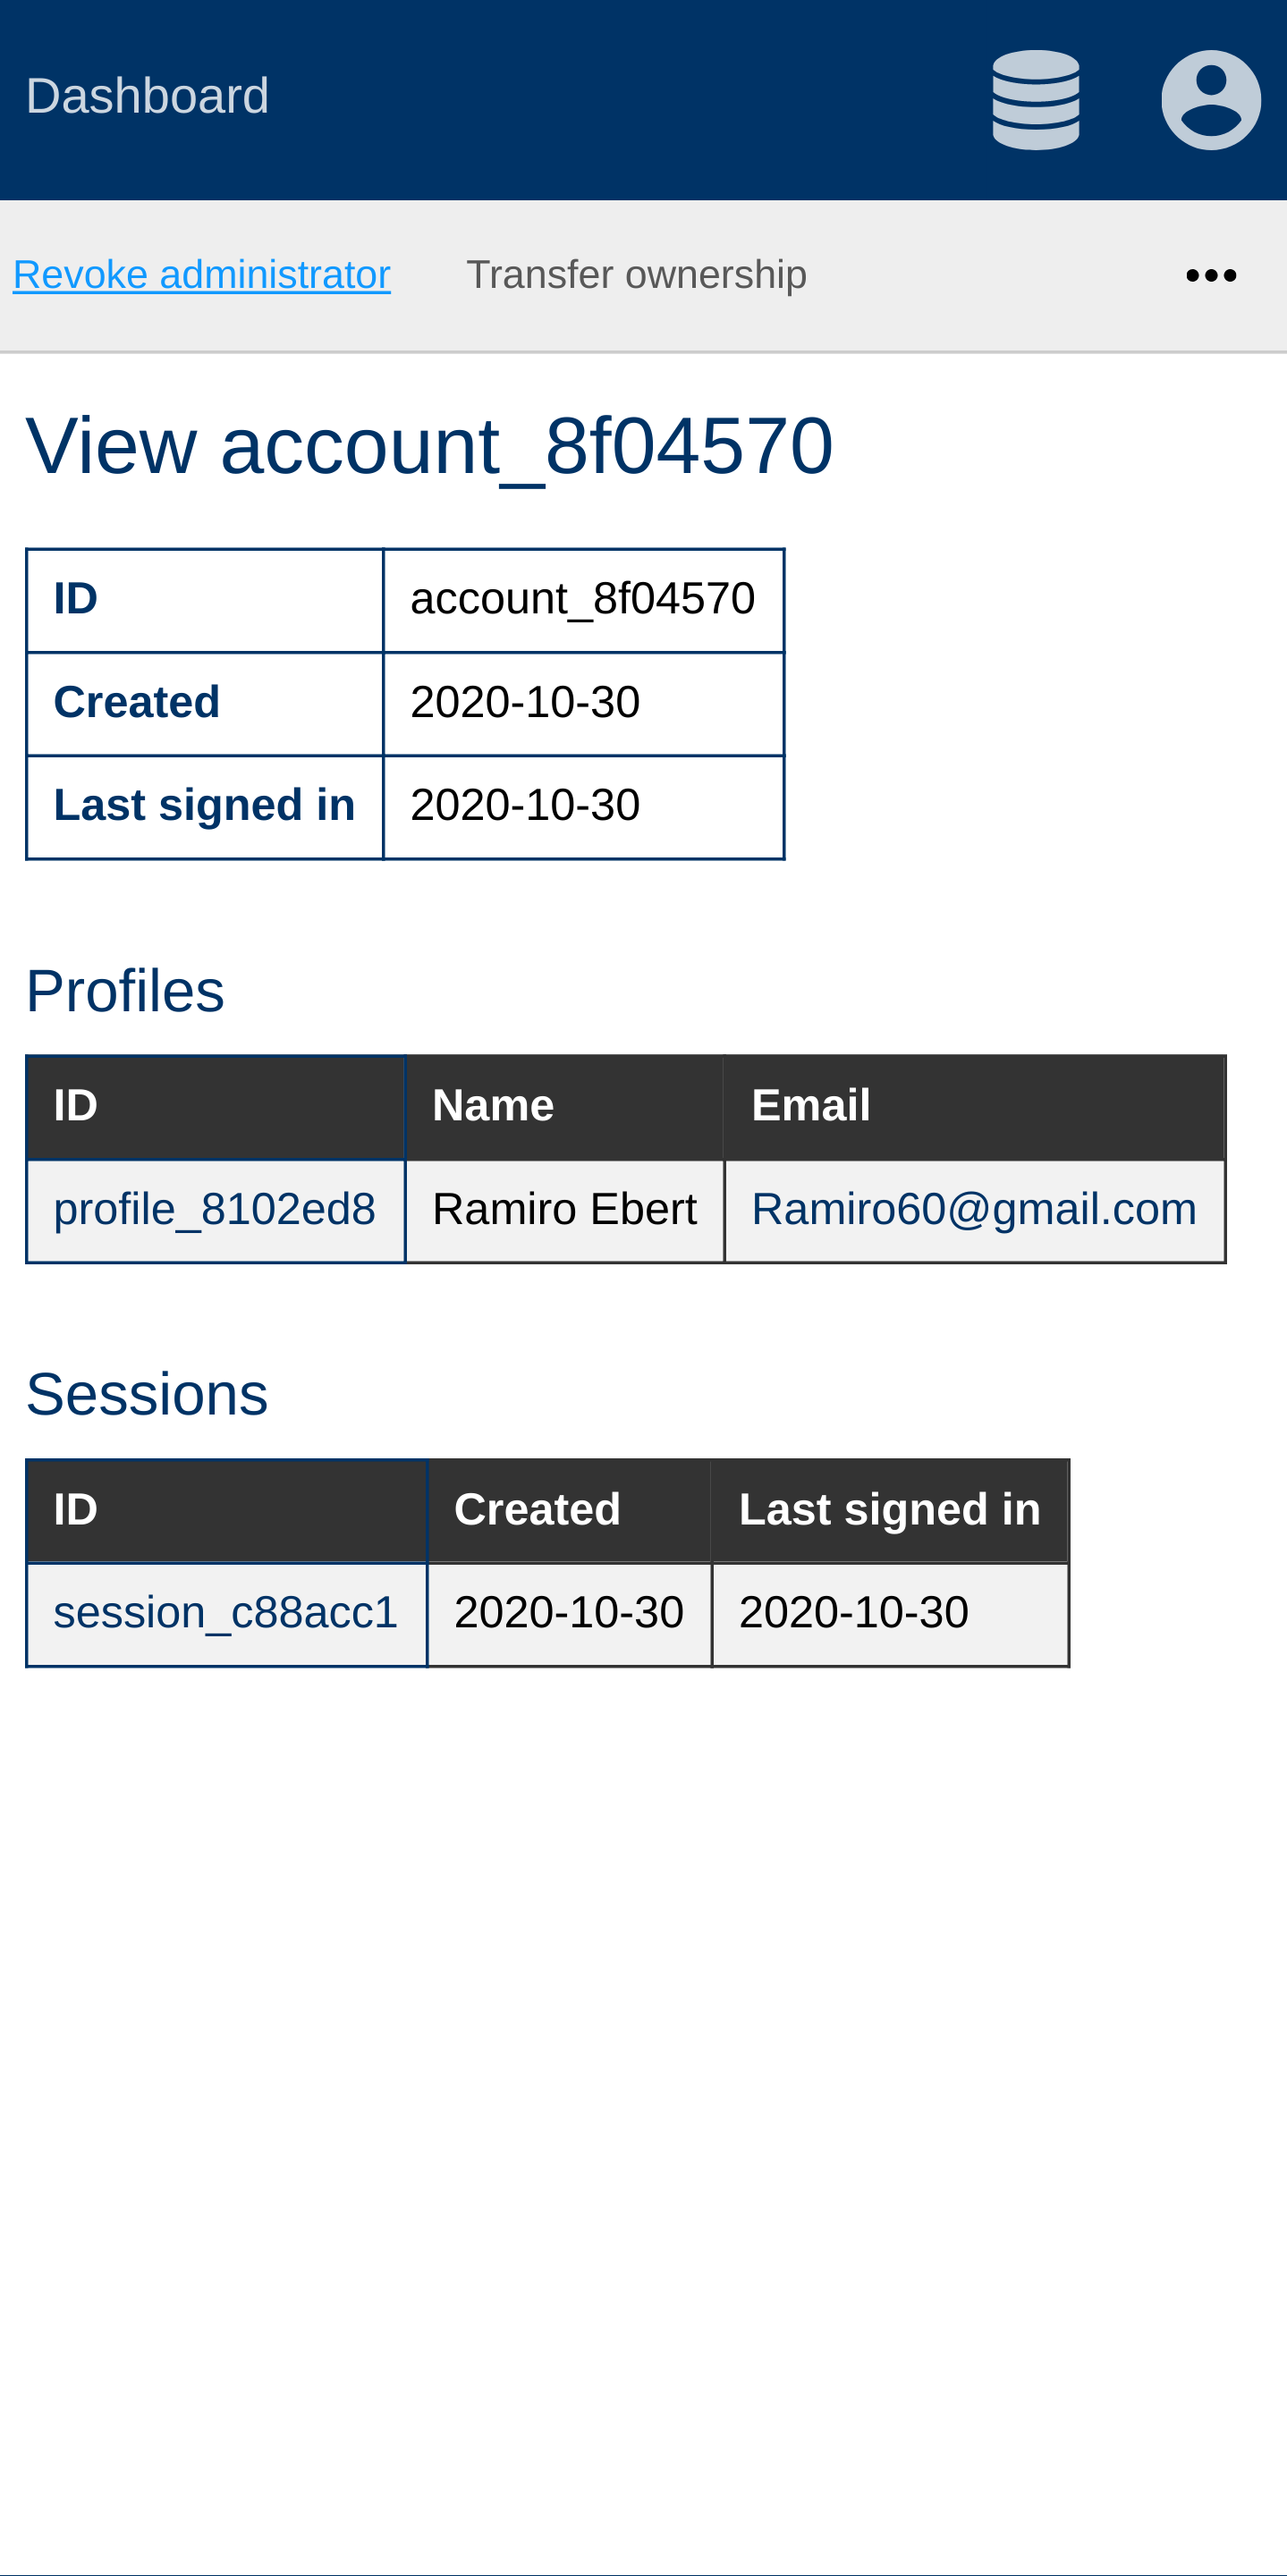 Dashboard
Revoke administrator Transfer ownership •••
View account_8f04570
ID account_8f04570
Created 2020-10-30
Last signed in 2020-10-30
Profiles
ID Name Email
profile_8102ed8 Ramiro Ebert Ramiro60@gmail.com
Sessions
ID Created Last signed in
session_c88acc1 2020-10-30 2020-10-30